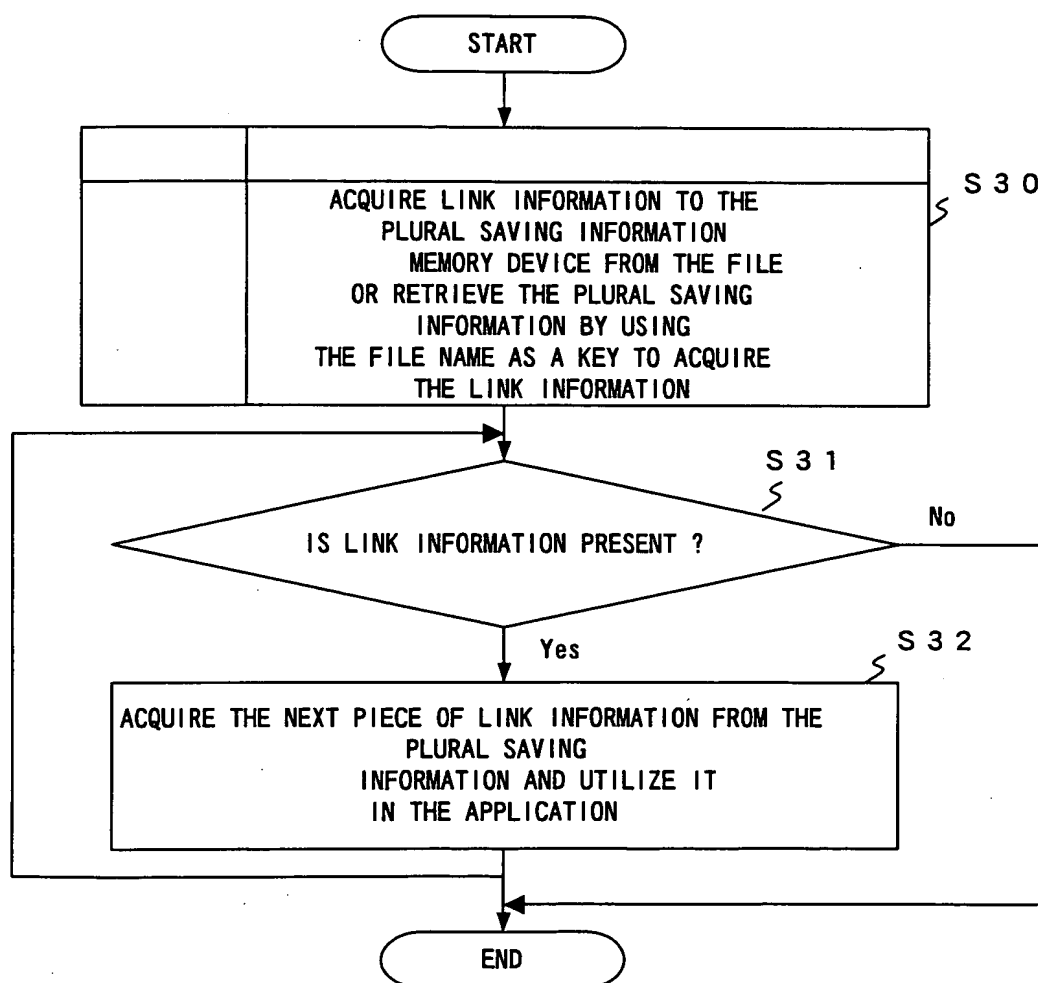 START
S30
ACQUIRE LINK INFORMATION TO THE
PLURAL SAVING INFORMATION
MEMORY DEVICE FROM THE FILE
OR RETRIEVE THE PLURAL SAVING
INFORMATION BY USING
THE FILE NAME AS A KEY TO ACQUIRE
THE LINK INFORMATION
S31
No
IS LINK INFORMATION PRESENT ?
Yes
S32
ACQUIRE THE NEXT PIECE OF LINK INFORMATION FROM THE
PLURAL SAVING
INFORMATION AND UTILIZE IT
IN THE APPLICATION
END